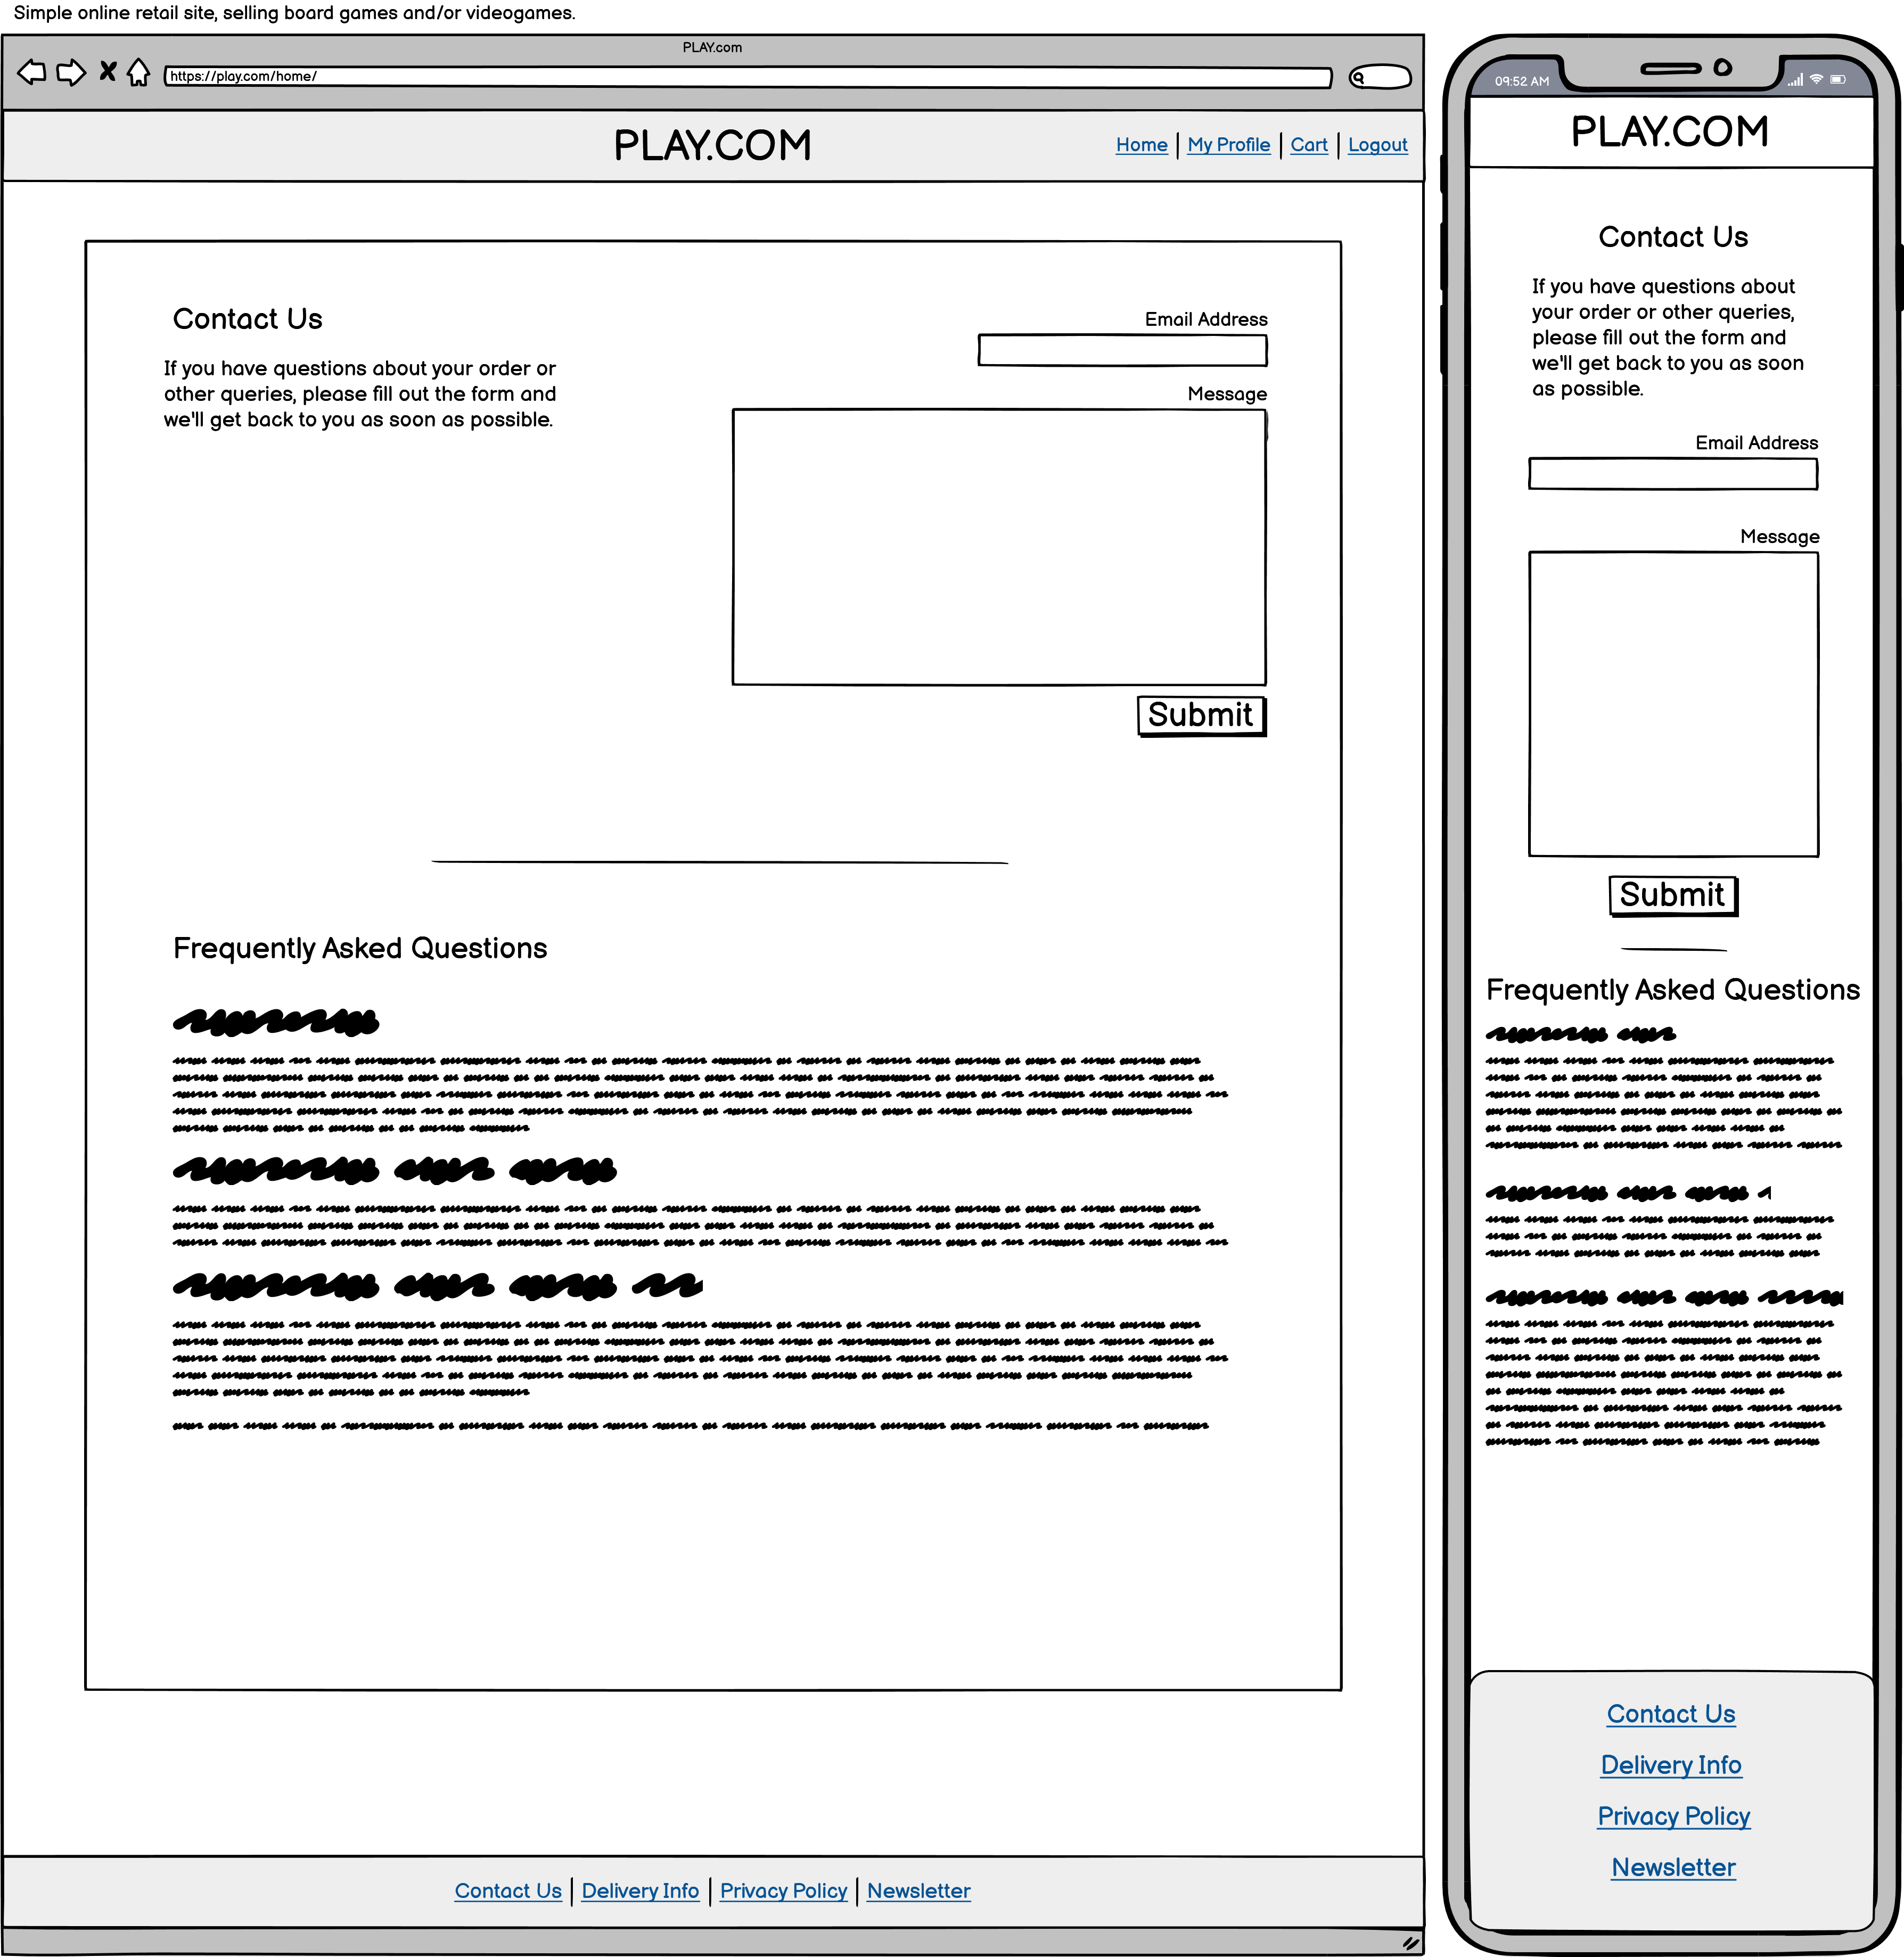 Simple online retail site, selling board games and/or videogames.
PLAY.com
https://play.com/home/
PLAY.COM
Home | My Profile | Cart | Logout
Contact Us
If you have questions about your order or
other queries, please fill out the form and
we'll get back to you as soon as possible.
Email Address
Message
Submit
Frequently Asked Questions
Contact Us | Delivery Info | Privacy Policy | Newsletter
09:52 AM
PLAY.COM
Contact Us
If you have questions about
your order or other queries,
please fill out the form and
we'll get back to you as soon
as possible.
Email Address
Message
Submit
Frequently Asked Questions
Contact Us
Delivery Info
Privacy Policy
Newsletter